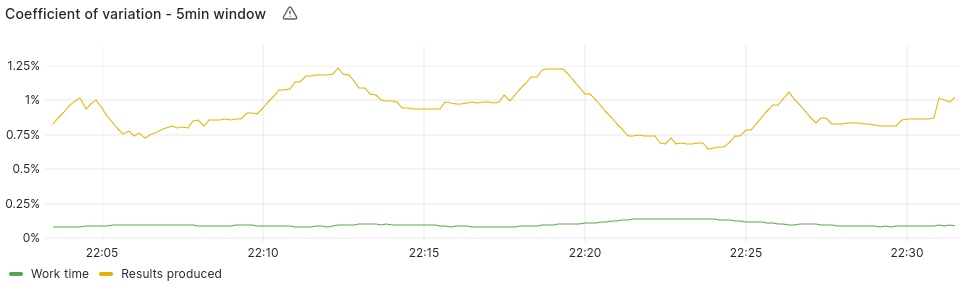 Coefficient of variation - 5min window
1.25%
1%
0.75%
0.5%
0.25%
0%
22:05 22:10 22:15 22:20 22:25 22:30
Work time Results produced